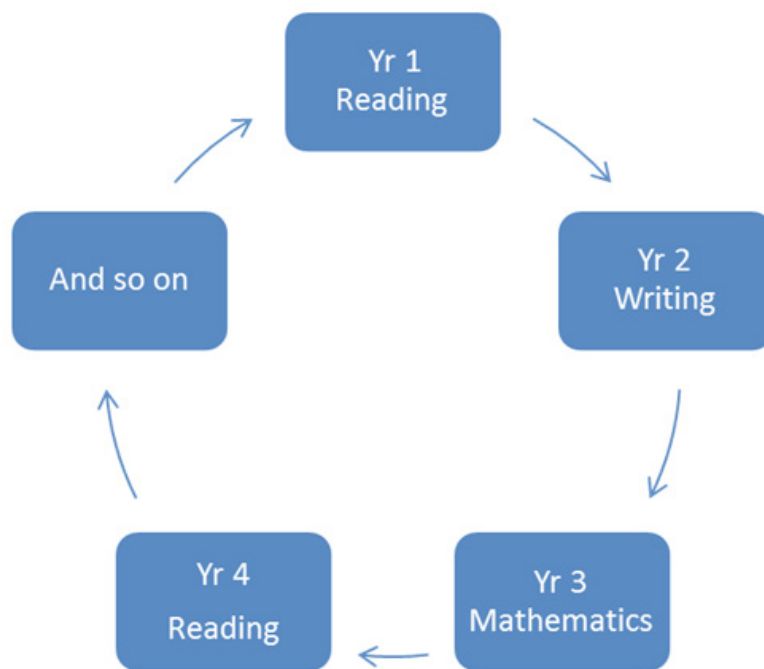 Yr 1
Reading
Yr 2
Writing
Yr 3
Mathematics
Yr 4
Reading
And so on